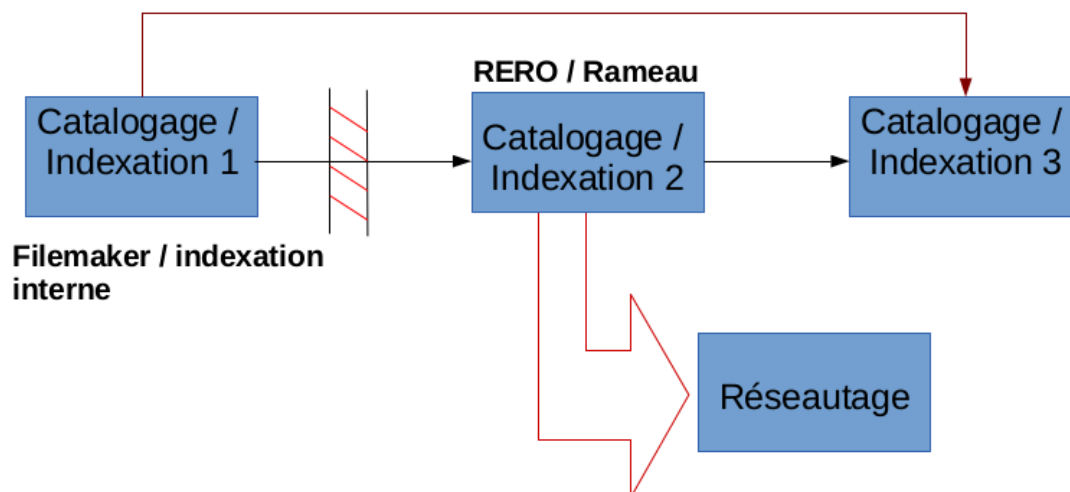 RERO / Rameau
Catalogage /
Indexation 1
Catalogage /
Indexation 2
Catalogage /
Indexation 3
Filemaker / indexation
interne
Réseautage